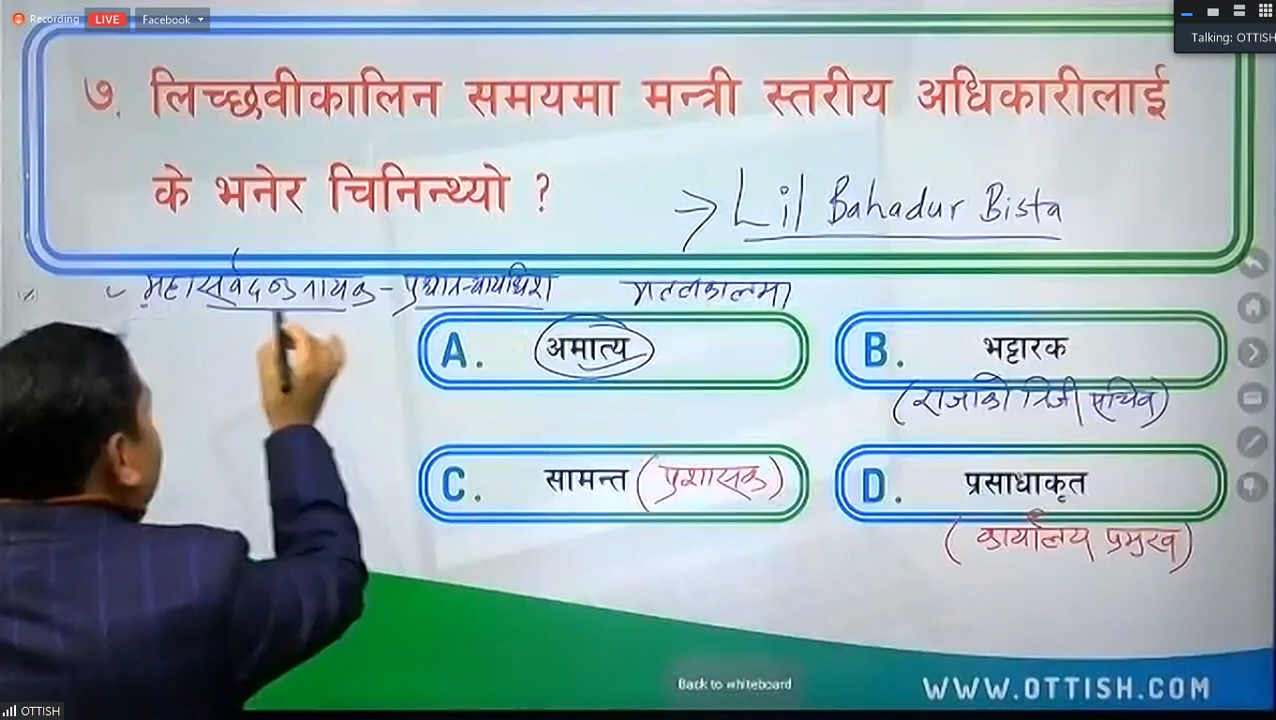 Recording LIVE Facebook
Talking: OTTISH
७. लिच्छवीकालिन समयमा मन्त्री स्तरीय अधिकारीलाई
के भनेर चिनिन्थ्यो ?
→ Lil Bahadur Bista
महासर्वदण्डनायक - प्रधानन्यायधिश मल्लकालमा
A. अमात्य
B. भट्टारक
(राजाको निजी सचिव)
C. सामन्त (प्रशासक)
D. प्रसाधाकृत
(कार्यालय प्रमुख)
Back to whiteboard
WWW.OTTISH.COM
OTTISH